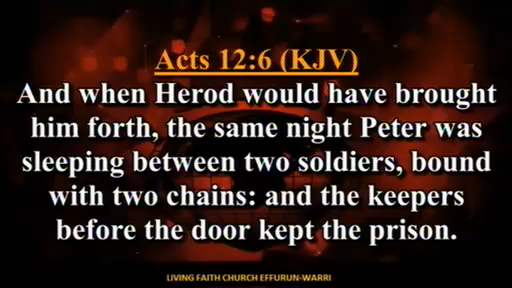 Acts 12:6 (KJV)
And when Herod would have brought
him forth, the same night Peter was
sleeping between two soldiers, bound
with two chains: and the keepers
before the door kept the prison.
LIVING FAITH CHURCH EFFURUN-WARRI